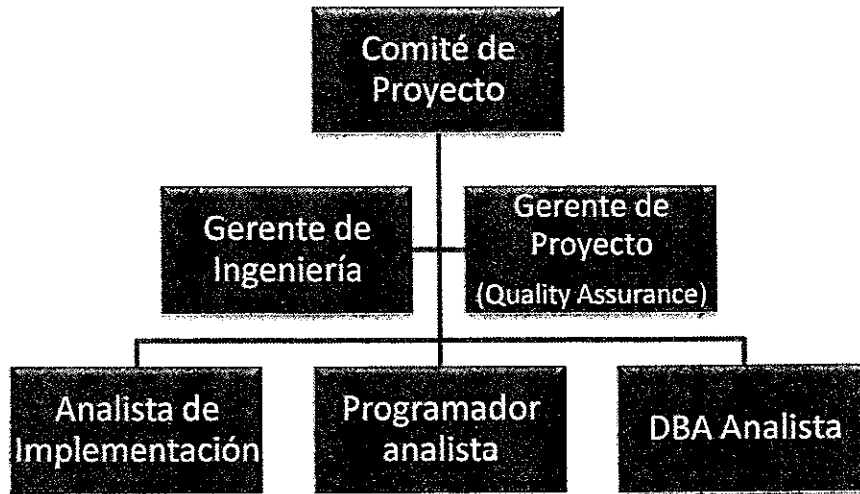 Comité de
Proyecto
Gerente de
Ingeniería
Gerente de
Proyecto
(Quality Assurance)
Analista de
Implementación
Programador
analista
DBA Analista